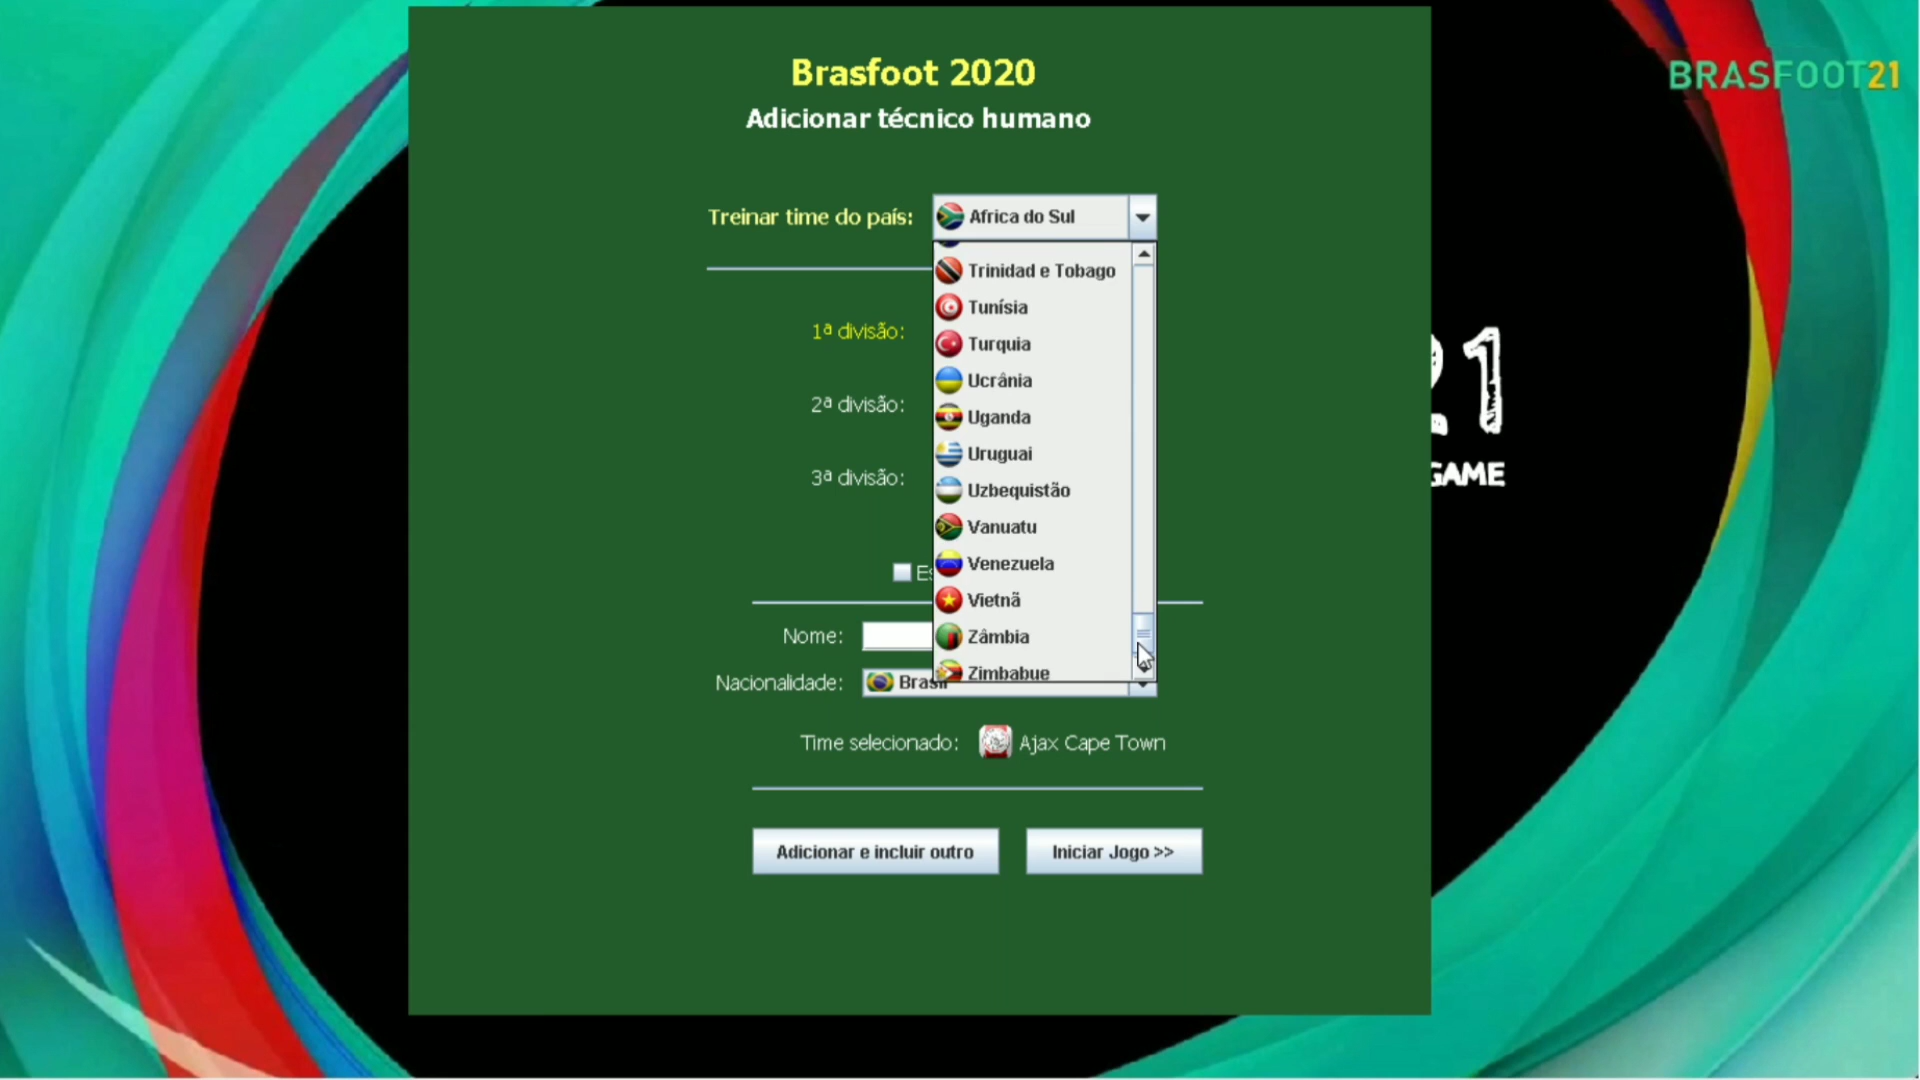 Brasfoot 2020
BRASFOOT21
Adicionar técnico humano
Treinar time do país:
Africa do Sul
Trinidad e Tobago
Tunísia
1ª divisão:
Turquia
Ucrânia
2ª divisão:
Uganda
Uruguai
21
3ª divisão:
GAME
Uzbequistão
Vanuatu
Venezuela
Vietnã
Nome:
Zâmbia
Zimbabue
Nacionalidade:
Brasil
Time selecionado:
Ajax Cape Town
Adicionar e incluir outro
Iniciar Jogo >>